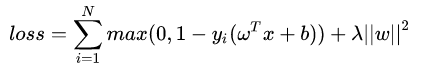 loss = \sum_{i=1}^{N} max(0, 1 - y_i(\omega^T x + b)) + \lambda ||w||^2